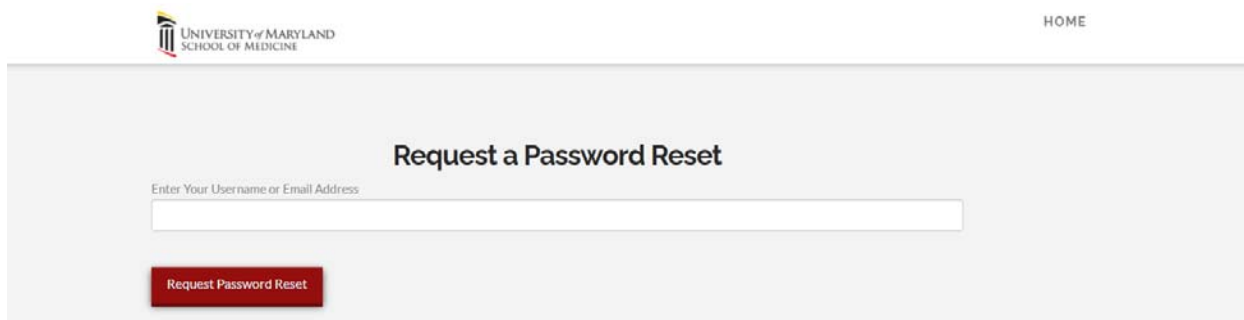 UNIVERSITY of MARYLAND
SCHOOL OF MEDICINE
HOME
Request a Password Reset
Enter Your Username or Email Address
Request Password Reset